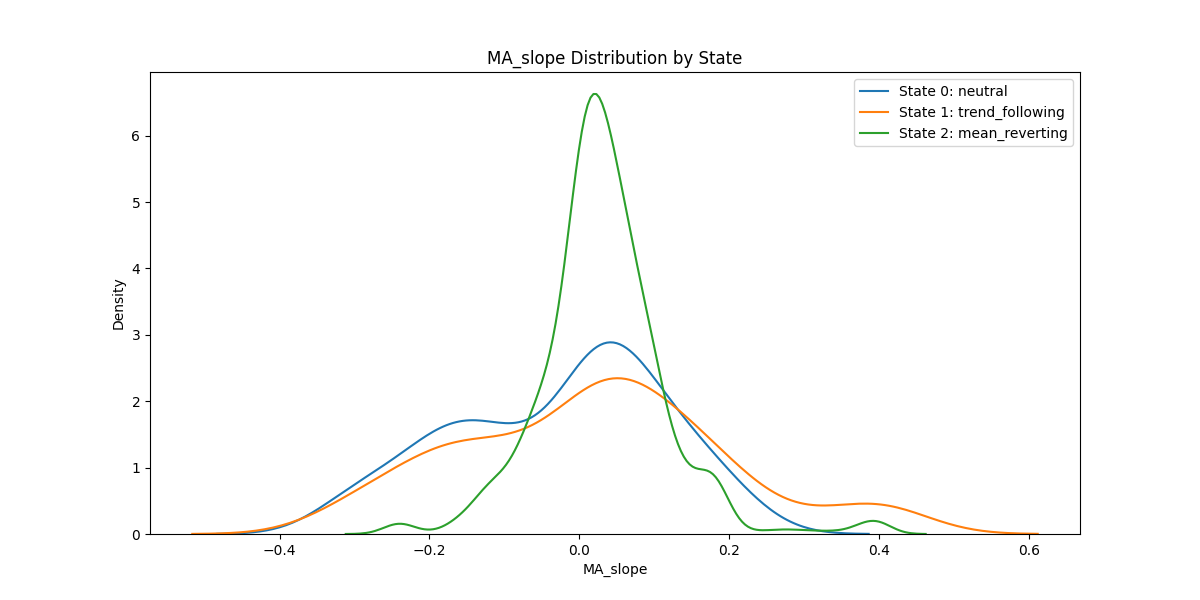 MA_slope Distribution by State
State 0: neutral
State 1: trend_following
State 2: mean_reverting
Density
6
5
4
3
2
1
0
−0.4 −0.2 0.0 0.2 0.4 0.6
MA_slope